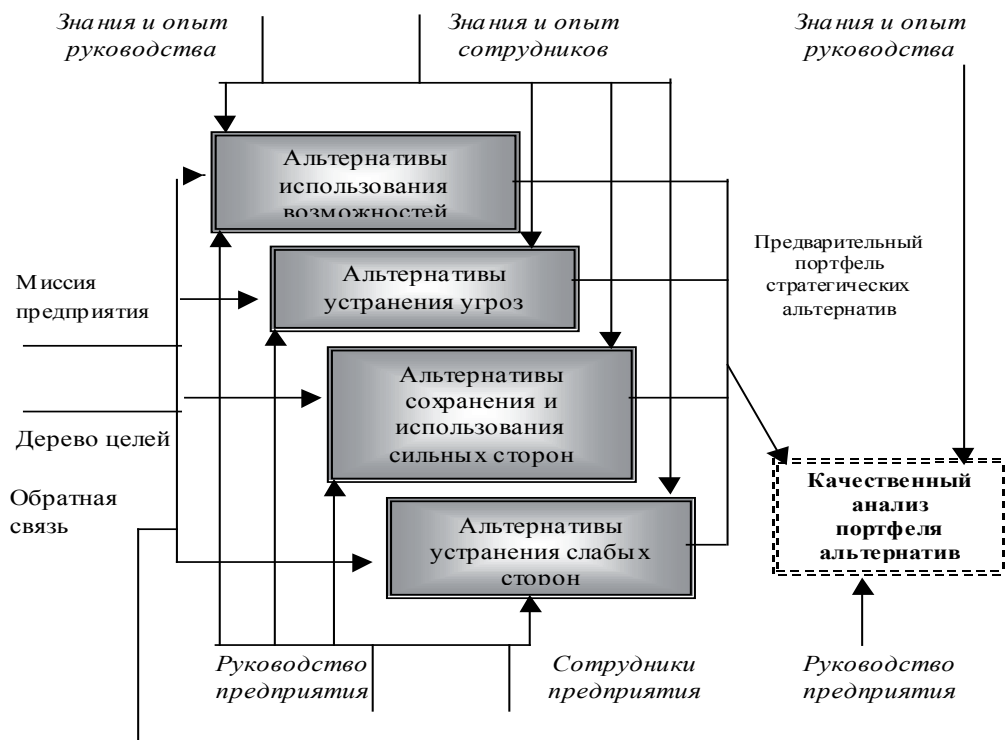 Знания и опыт
руководства
Знания и опыт
сотрудников
Знания и опыт
руководства
Альтернативы
использования
возможностей
Альтернативы
устранения угроз
Альтернативы
сохранения и
использования
сильных сторон
Альтернативы
устранения слабых
сторон
Миссия
предприятия
Дерево целей
Обратная
связь
Предварительный
портфель
стратегических
альтернатив
Качественный
анализ
портфеля
альтернатив
Руководство
предприятия
Сотрудники
предприятия
Руководство
предприятия